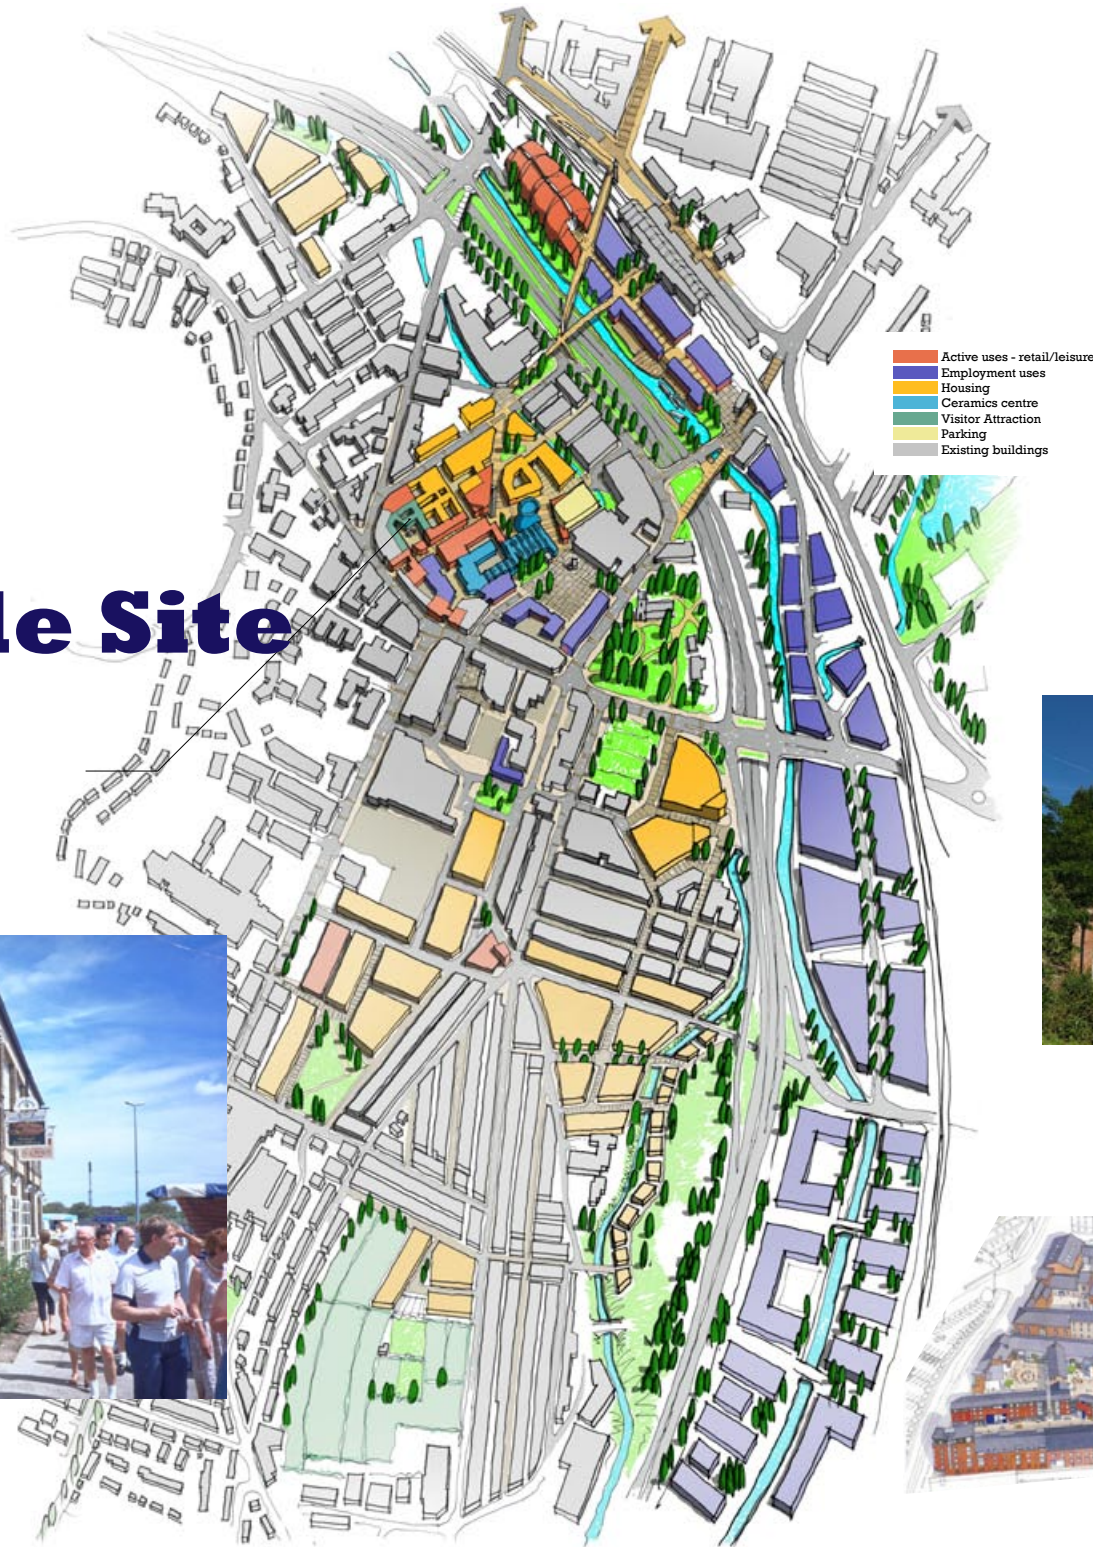 Active uses - retail/leisure
Employment uses
Housing
Ceramics centre
Visitor Attraction
Parking
Existing buildings
le Site